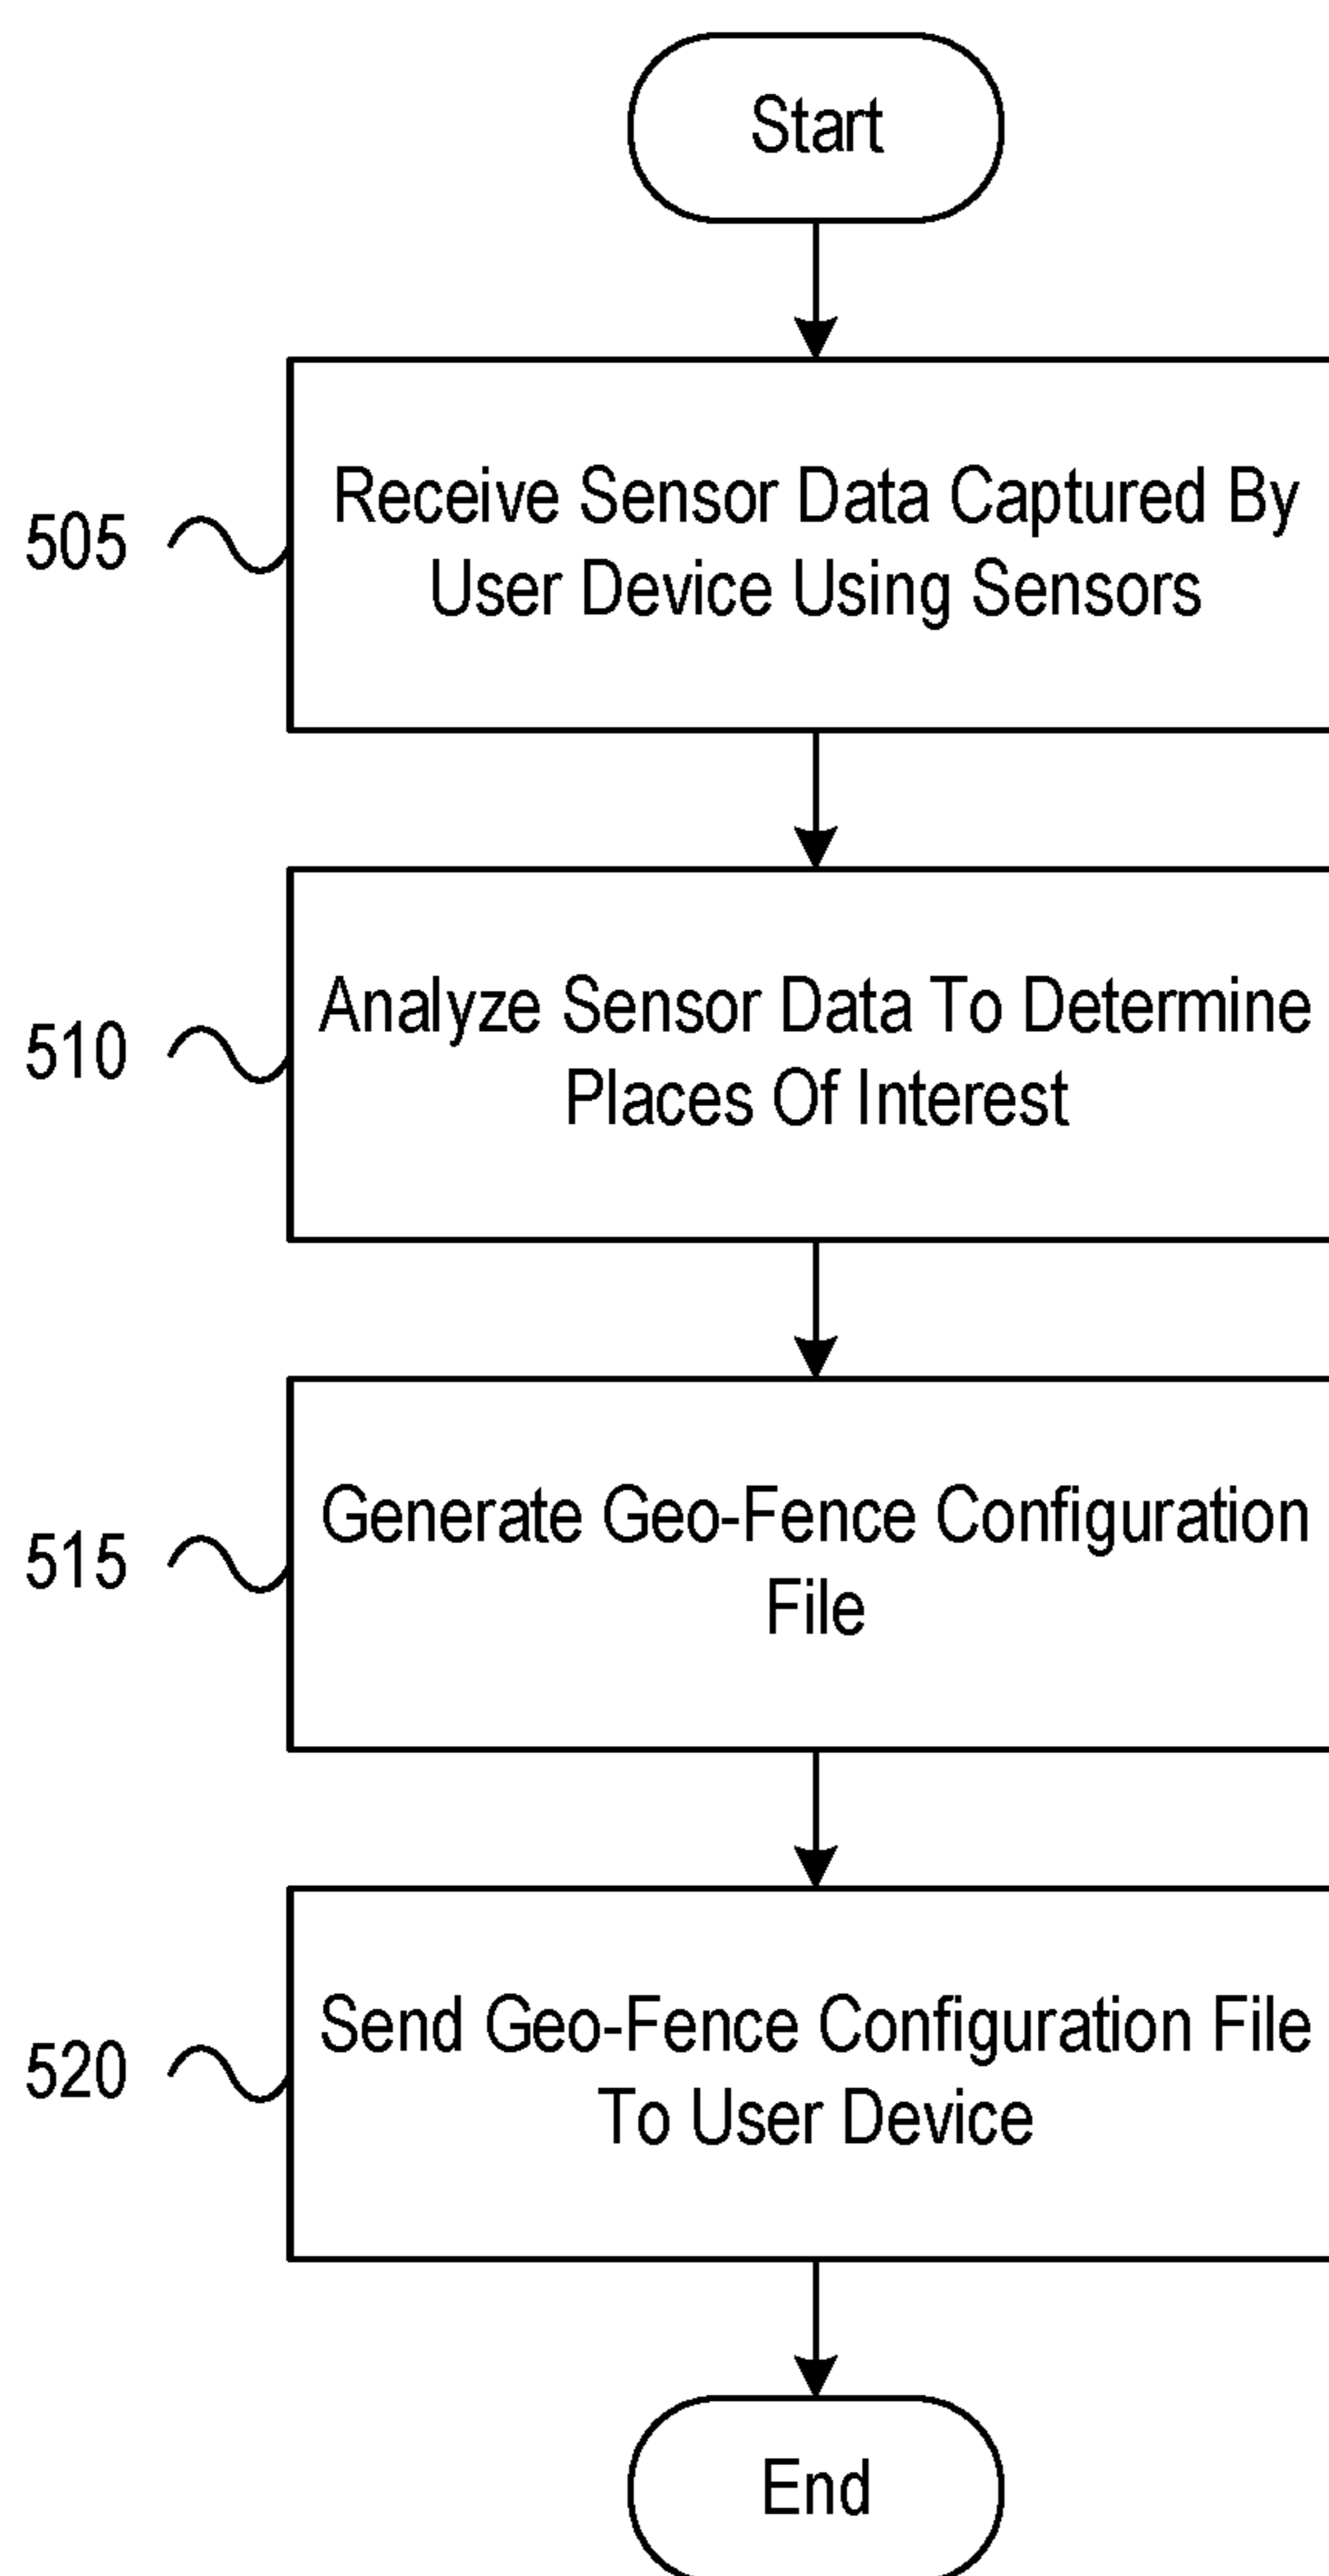 Start
505
Receive Sensor Data Captured By
User Device Using Sensors
510
Analyze Sensor Data To Determine
Places Of Interest
515
Generate Geo-Fence Configuration
File
520
Send Geo-Fence Configuration File
To User Device
End